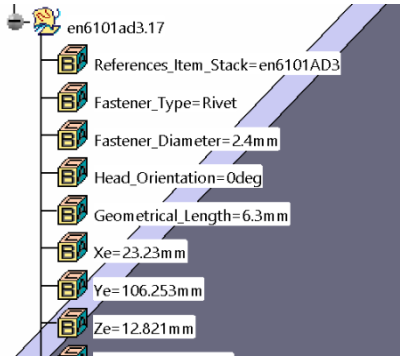 en6101ad3.17
References_Item_Stack=en6101AD3
Fastener_Type=Rivet
Fastener_Diameter=2.4mm
Head_Orientation=0deg
Geometrical_Length=6.3mm
Xe=23.23mm
Ye=106.253mm
Ze=12.821mm